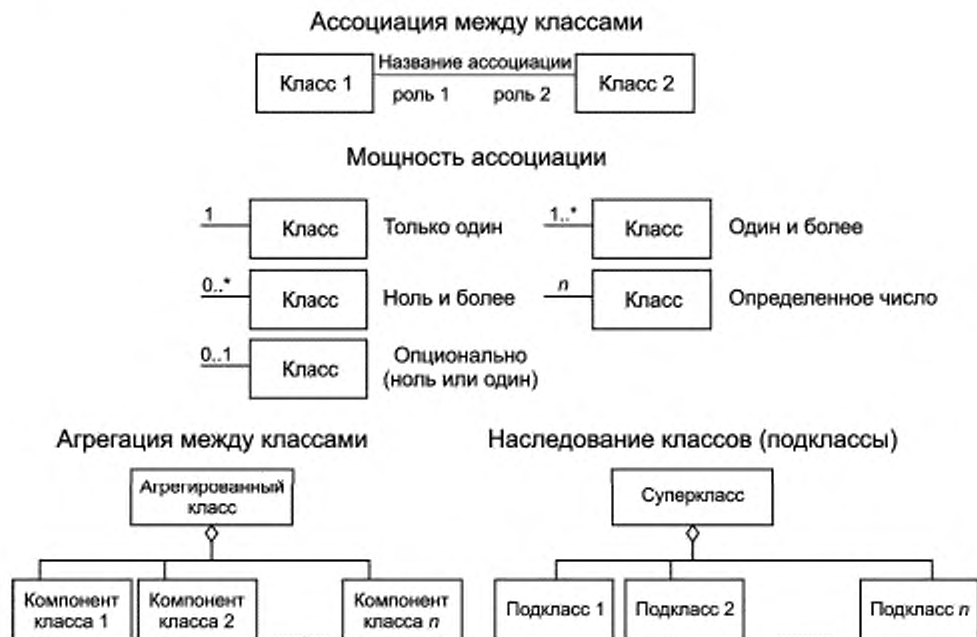 Ассоциация между классами
Класс 1
Название ассоциации
роль 1
роль 2
Класс 2
Мощность ассоциации
1
Класс
Только один
1..*
Класс
Один и более
0..*
Класс
Ноль и более
n
Класс
Определенное число
0..1
Класс
Опционально
(ноль или один)
Агрегация между классами
Агрегированный
класс
Компонент
класса 1
Компонент
класса 2
Компонент
класса n
Наследование классов (подклассы)
Суперкласс
Подкласс 1
Подкласс 2
Подкласс n